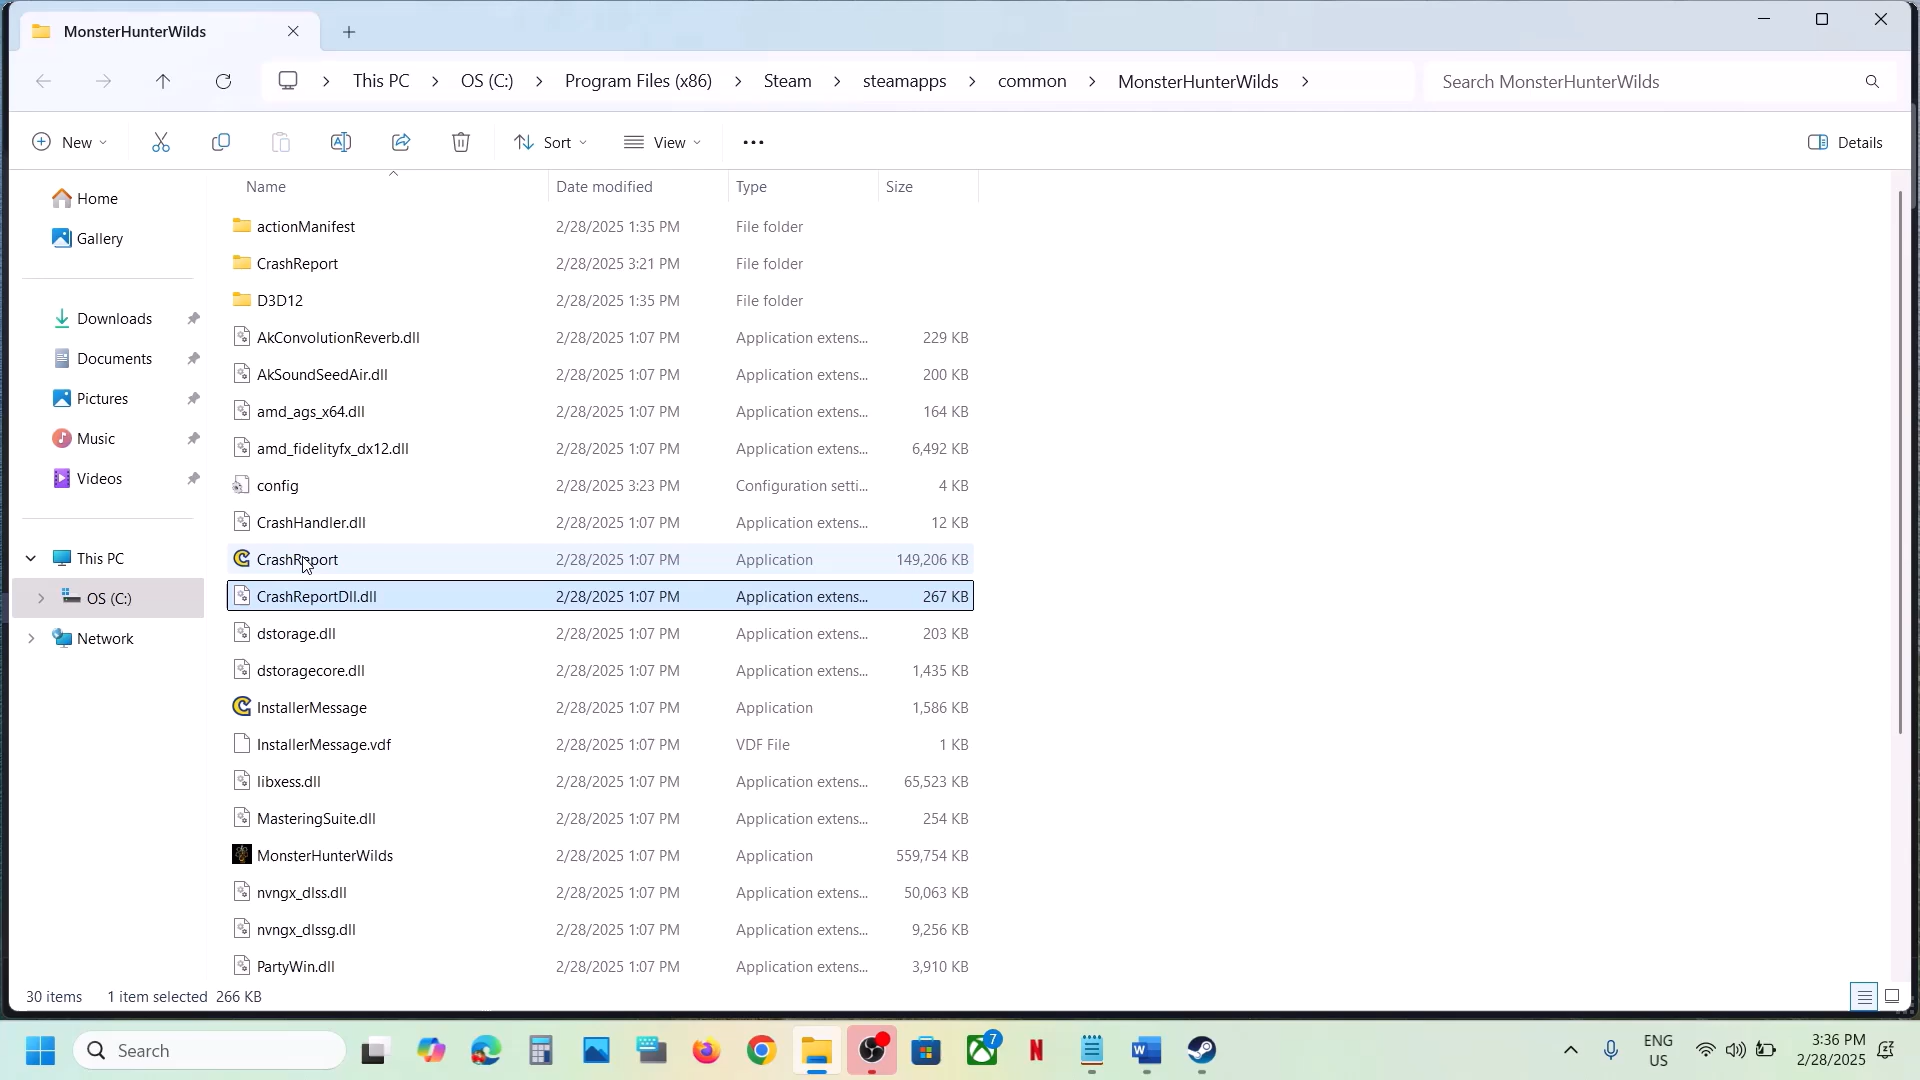 MonsterHunterWilds
This PC > OS (C:) > Program Files (x86) > Steam > steamapps > common > MonsterHunterWilds >
Search MonsterHunterWilds
New
Sort
View
Details
Name Date modified Type Size
Home
Gallery
Downloads
Documents
Pictures
Music
Videos
This PC
OS (C:)
Network
actionManifest 2/28/2025 1:35 PM File folder
CrashReport 2/28/2025 3:21 PM File folder
D3D12 2/28/2025 1:35 PM File folder
AkConvolutionReverb.dll 2/28/2025 1:07 PM Application extens... 229 KB
AkSoundSeedAir.dll 2/28/2025 1:07 PM Application extens... 200 KB
amd_ags_x64.dll 2/28/2025 1:07 PM Application extens... 164 KB
amd_fidelityfx_dx12.dll 2/28/2025 1:07 PM Application extens... 6,492 KB
config 2/28/2025 3:23 PM Configuration setti... 4 KB
CrashHandler.dll 2/28/2025 1:07 PM Application extens... 12 KB
CrashReport 2/28/2025 1:07 PM Application 149,206 KB
CrashReportDll.dll 2/28/2025 1:07 PM Application extens... 267 KB
dstorage.dll 2/28/2025 1:07 PM Application extens... 203 KB
dstoragecore.dll 2/28/2025 1:07 PM Application extens... 1,435 KB
InstallerMessage 2/28/2025 1:07 PM Application 1,586 KB
InstallerMessage.vdf 2/28/2025 1:07 PM VDF File 1 KB
libxess.dll 2/28/2025 1:07 PM Application extens... 65,523 KB
MasteringSuite.dll 2/28/2025 1:07 PM Application extens... 254 KB
MonsterHunterWilds 2/28/2025 1:07 PM Application 559,754 KB
nvngx_dlss.dll 2/28/2025 1:07 PM Application extens... 50,063 KB
nvngx_dlssg.dll 2/28/2025 1:07 PM Application extens... 9,256 KB
PartyWin.dll 2/28/2025 1:07 PM Application extens... 3,910 KB
30 items 1 item selected 266 KB
Search
7
ENG
US
3:36 PM
2/28/2025